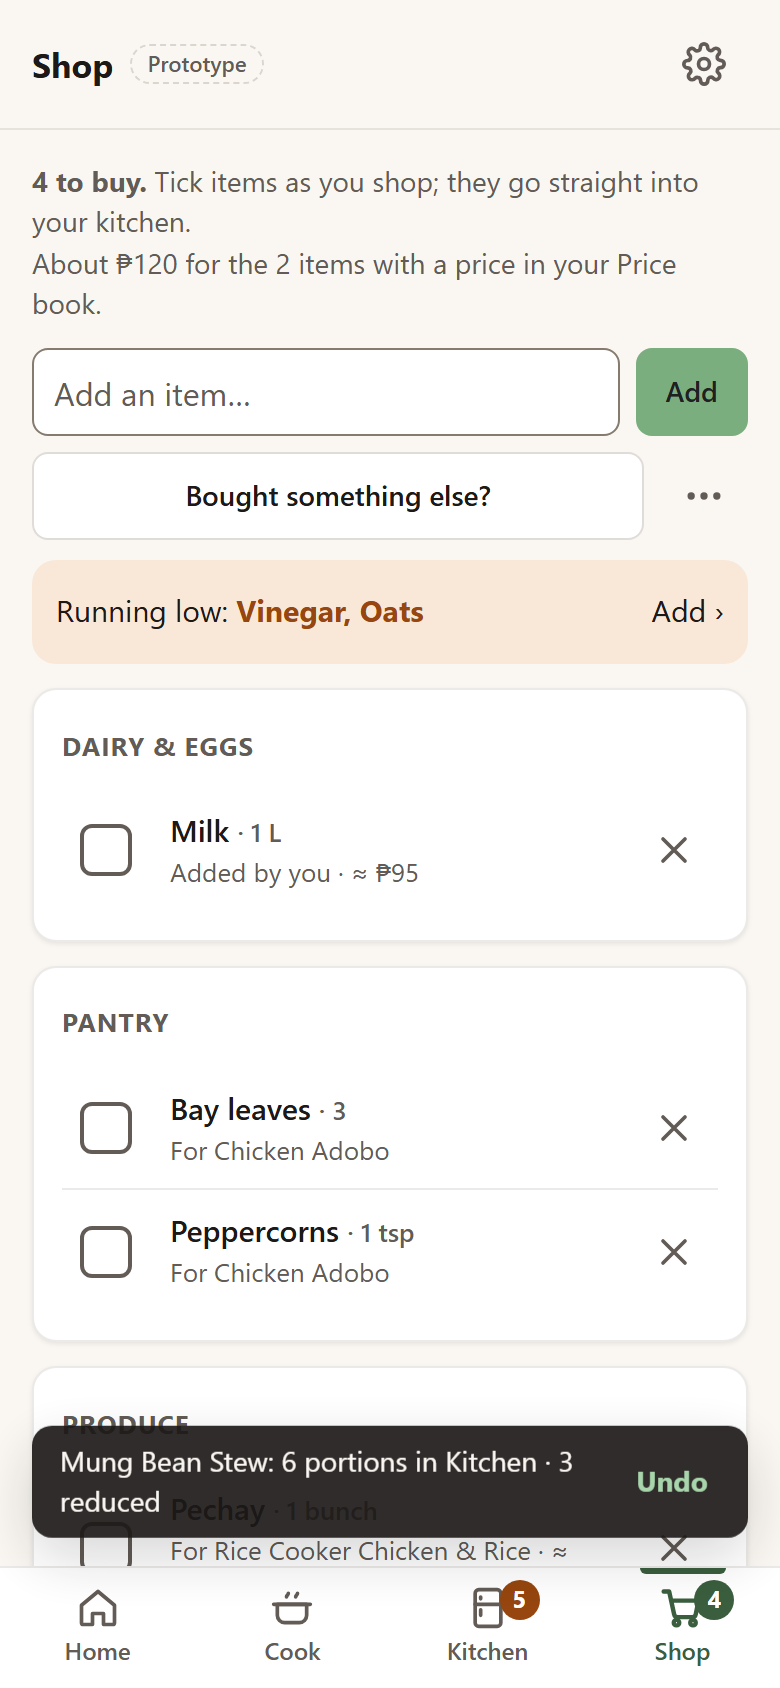 Shop
Prototype
4 to buy. Tick items as you shop; they go straight into
your kitchen.
About ₱120 for the 2 items with a price in your Price
book.
Add an item...
Add
Bought something else?
Running low: Vinegar, Oats
Add ›
DAIRY & EGGS
Milk · 1 L
Added by you · ≈ ₱95
PANTRY
Bay leaves · 3
For Chicken Adobo
Peppercorns · 1 tsp
For Chicken Adobo
PRODUCE
Mung Bean Stew: 6 portions in Kitchen · 3
reduced
Undo
Pechay · 1 bunch
For Rice Cooker Chicken & Rice · ≈
Home
Cook
5
Kitchen
4
Shop